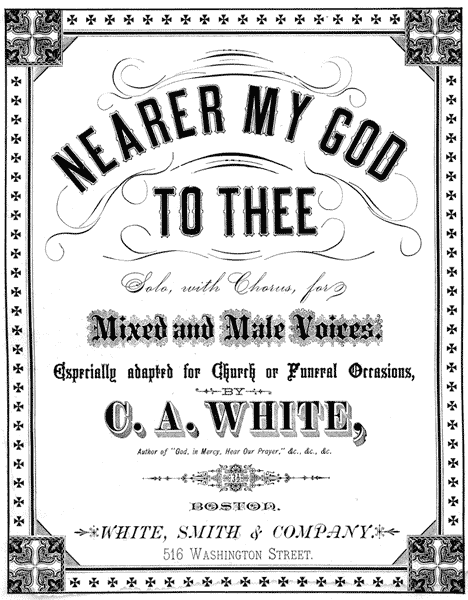 NEARER MY GOD
TO THEE
Solo, with Chorus, for
Mixed and Male Voices.
Especially adapted for Church or Funeral Occasions,
BY
C. A. WHITE,
Author of "God, in Mercy, Hear Our Prayer," &c., &c., &c.
BOSTON.
WHITE, SMITH & COMPANY.
516 WASHINGTON STREET.